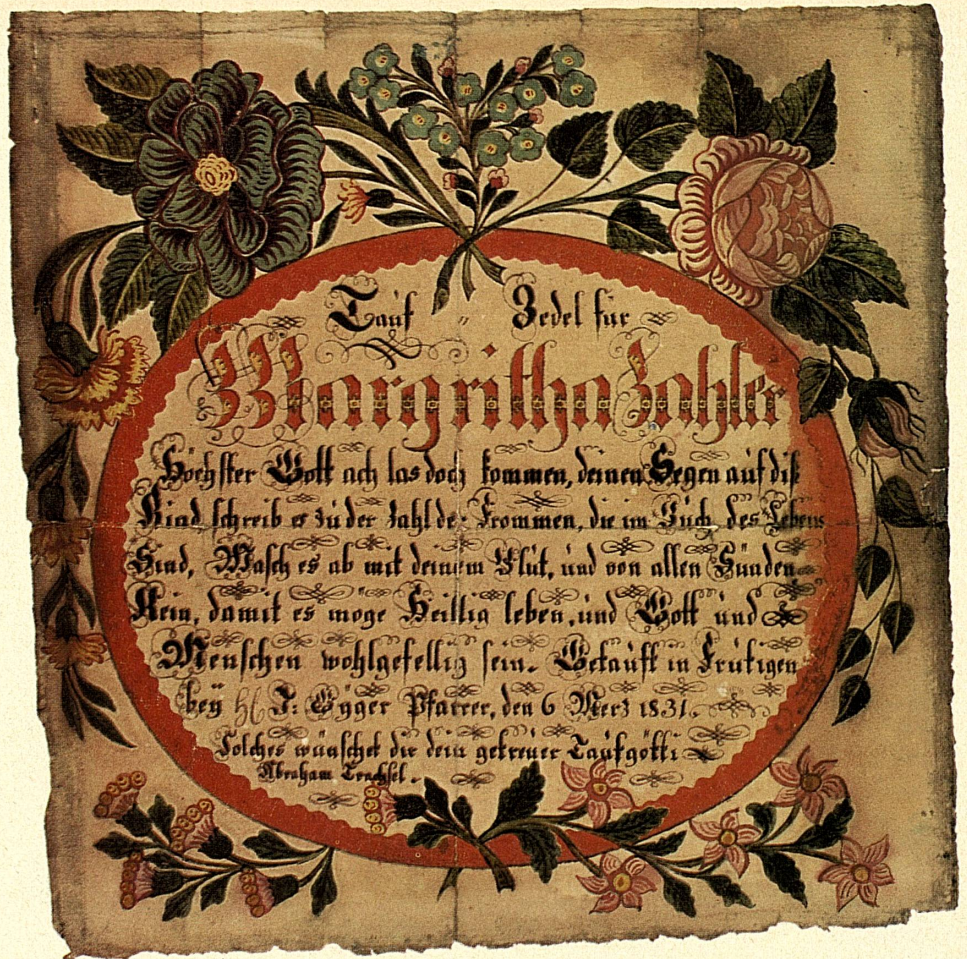 Tauf Zedel für
Margritha Zahler
Höchster Gott ach las doch kommen, deinen Segen auf diß
Kind schreib es zu der Zahl der Frommen, die im Buch des Lebens
Sind, Wasch es ab mit deinem Blut, und von allen Sünden
Rein, damit es moge Heillig leben, und Gott und
Menschen wohlgefellig sein. Getauft in Frutigen
bey J: Gÿger Pfarrer, den 6 Merz 1831.
Solches wünschet dir dein getreuer Taufgötti
Abraham Trachsel.